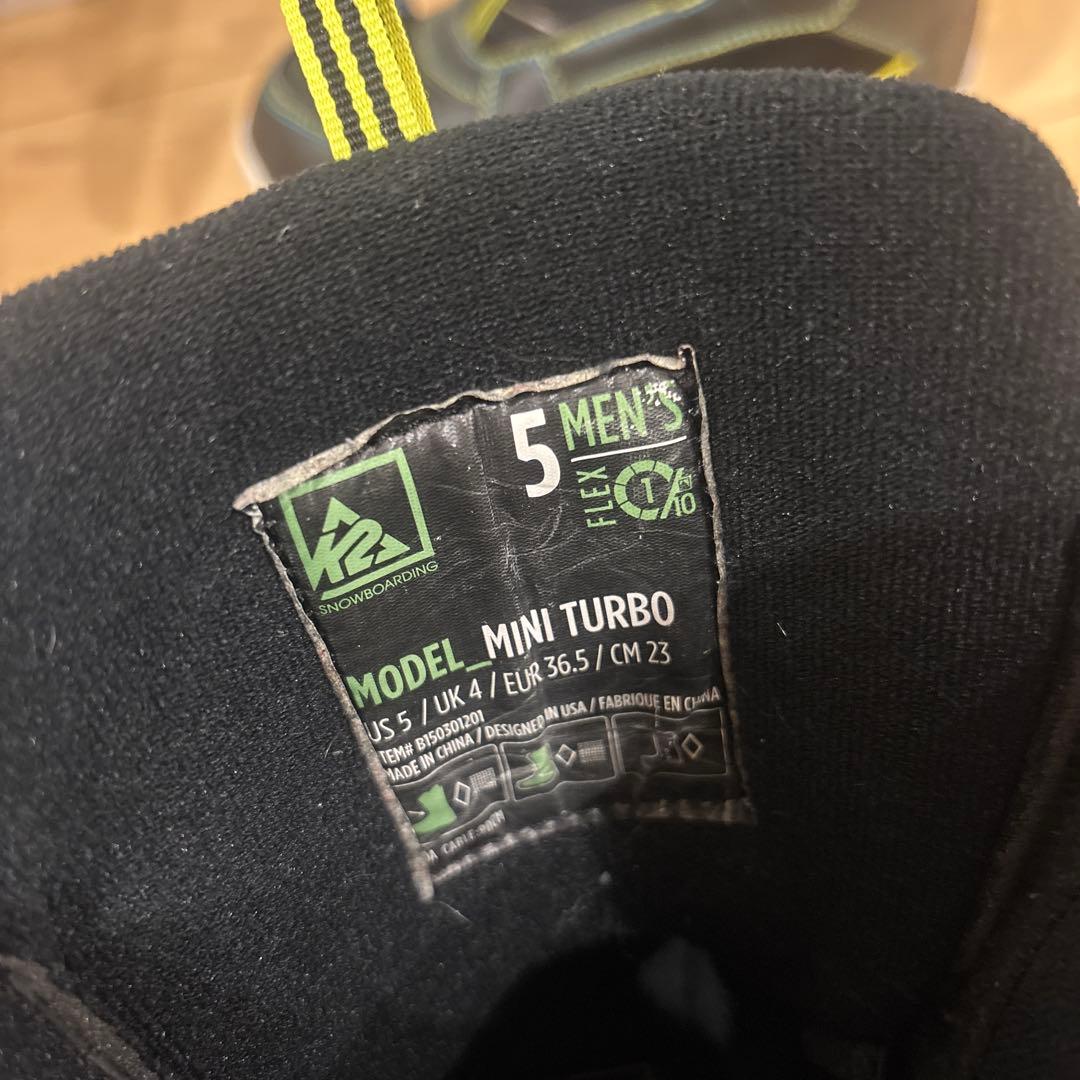 5 MEN'S
FLEX 1/10
K2
SNOWBOARDING
MODEL_MINI TURBO
US 5 / UK 4 / EUR 36.5 / CM 23
ITEM# B150301201
MADE IN CHINA / DESIGNED IN USA / FABRIQUE EN CHINA